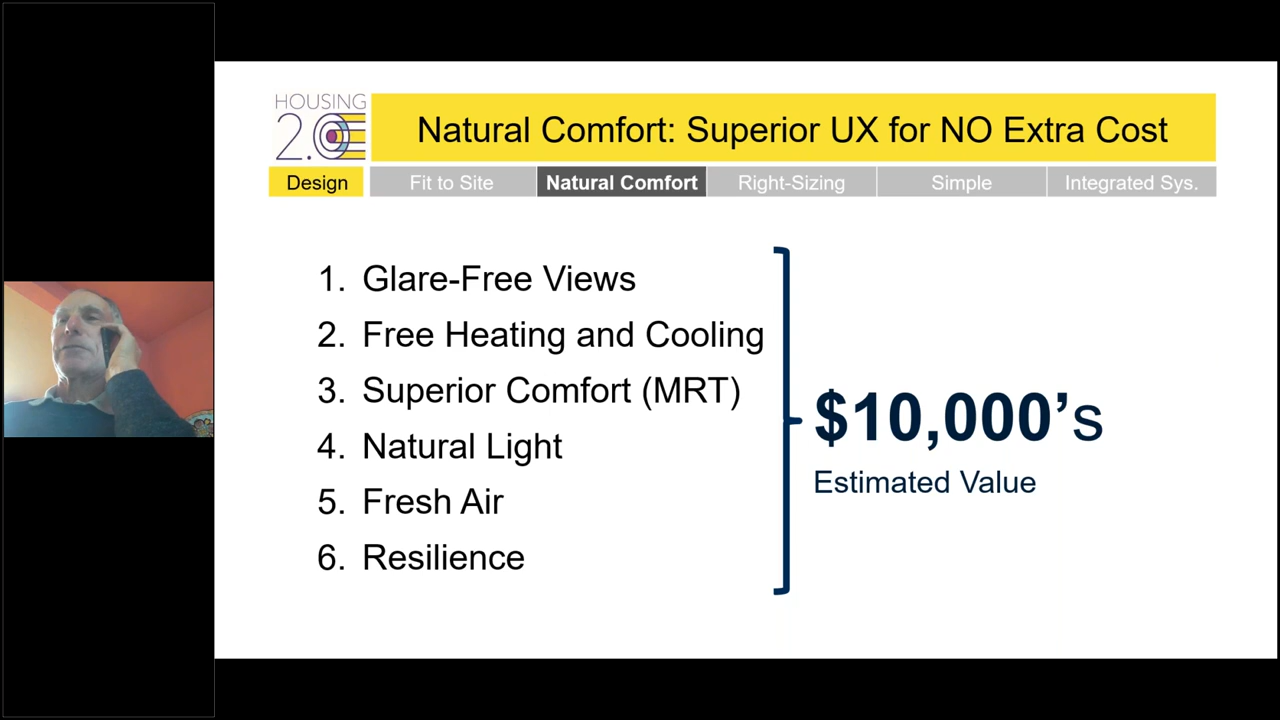 HOUSING
2.0
Natural Comfort: Superior UX for NO Extra Cost
Design
Fit to Site
Natural Comfort
Right-Sizing
Simple
Integrated Sys.
1. Glare-Free Views
2. Free Heating and Cooling
3. Superior Comfort (MRT)
4. Natural Light
5. Fresh Air
6. Resilience
$10,000’s
Estimated Value